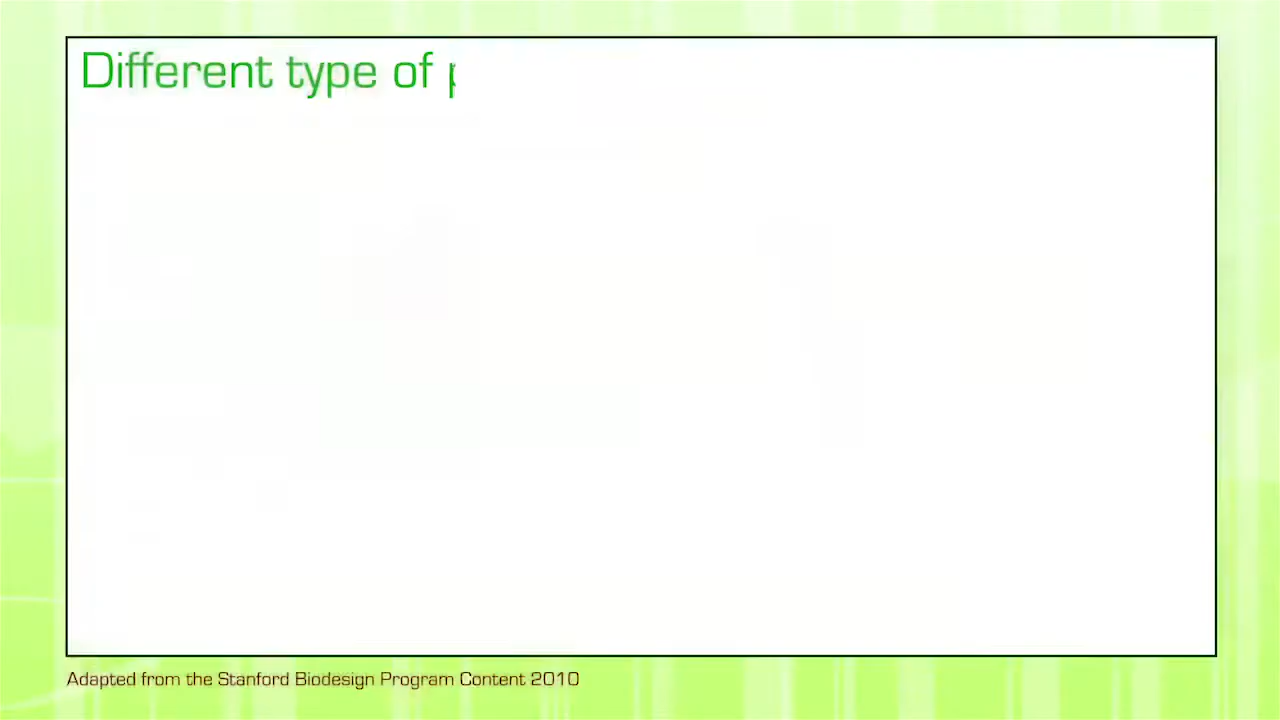 Different type of
Adapted from the Stanford Biodesign Program Content 2010